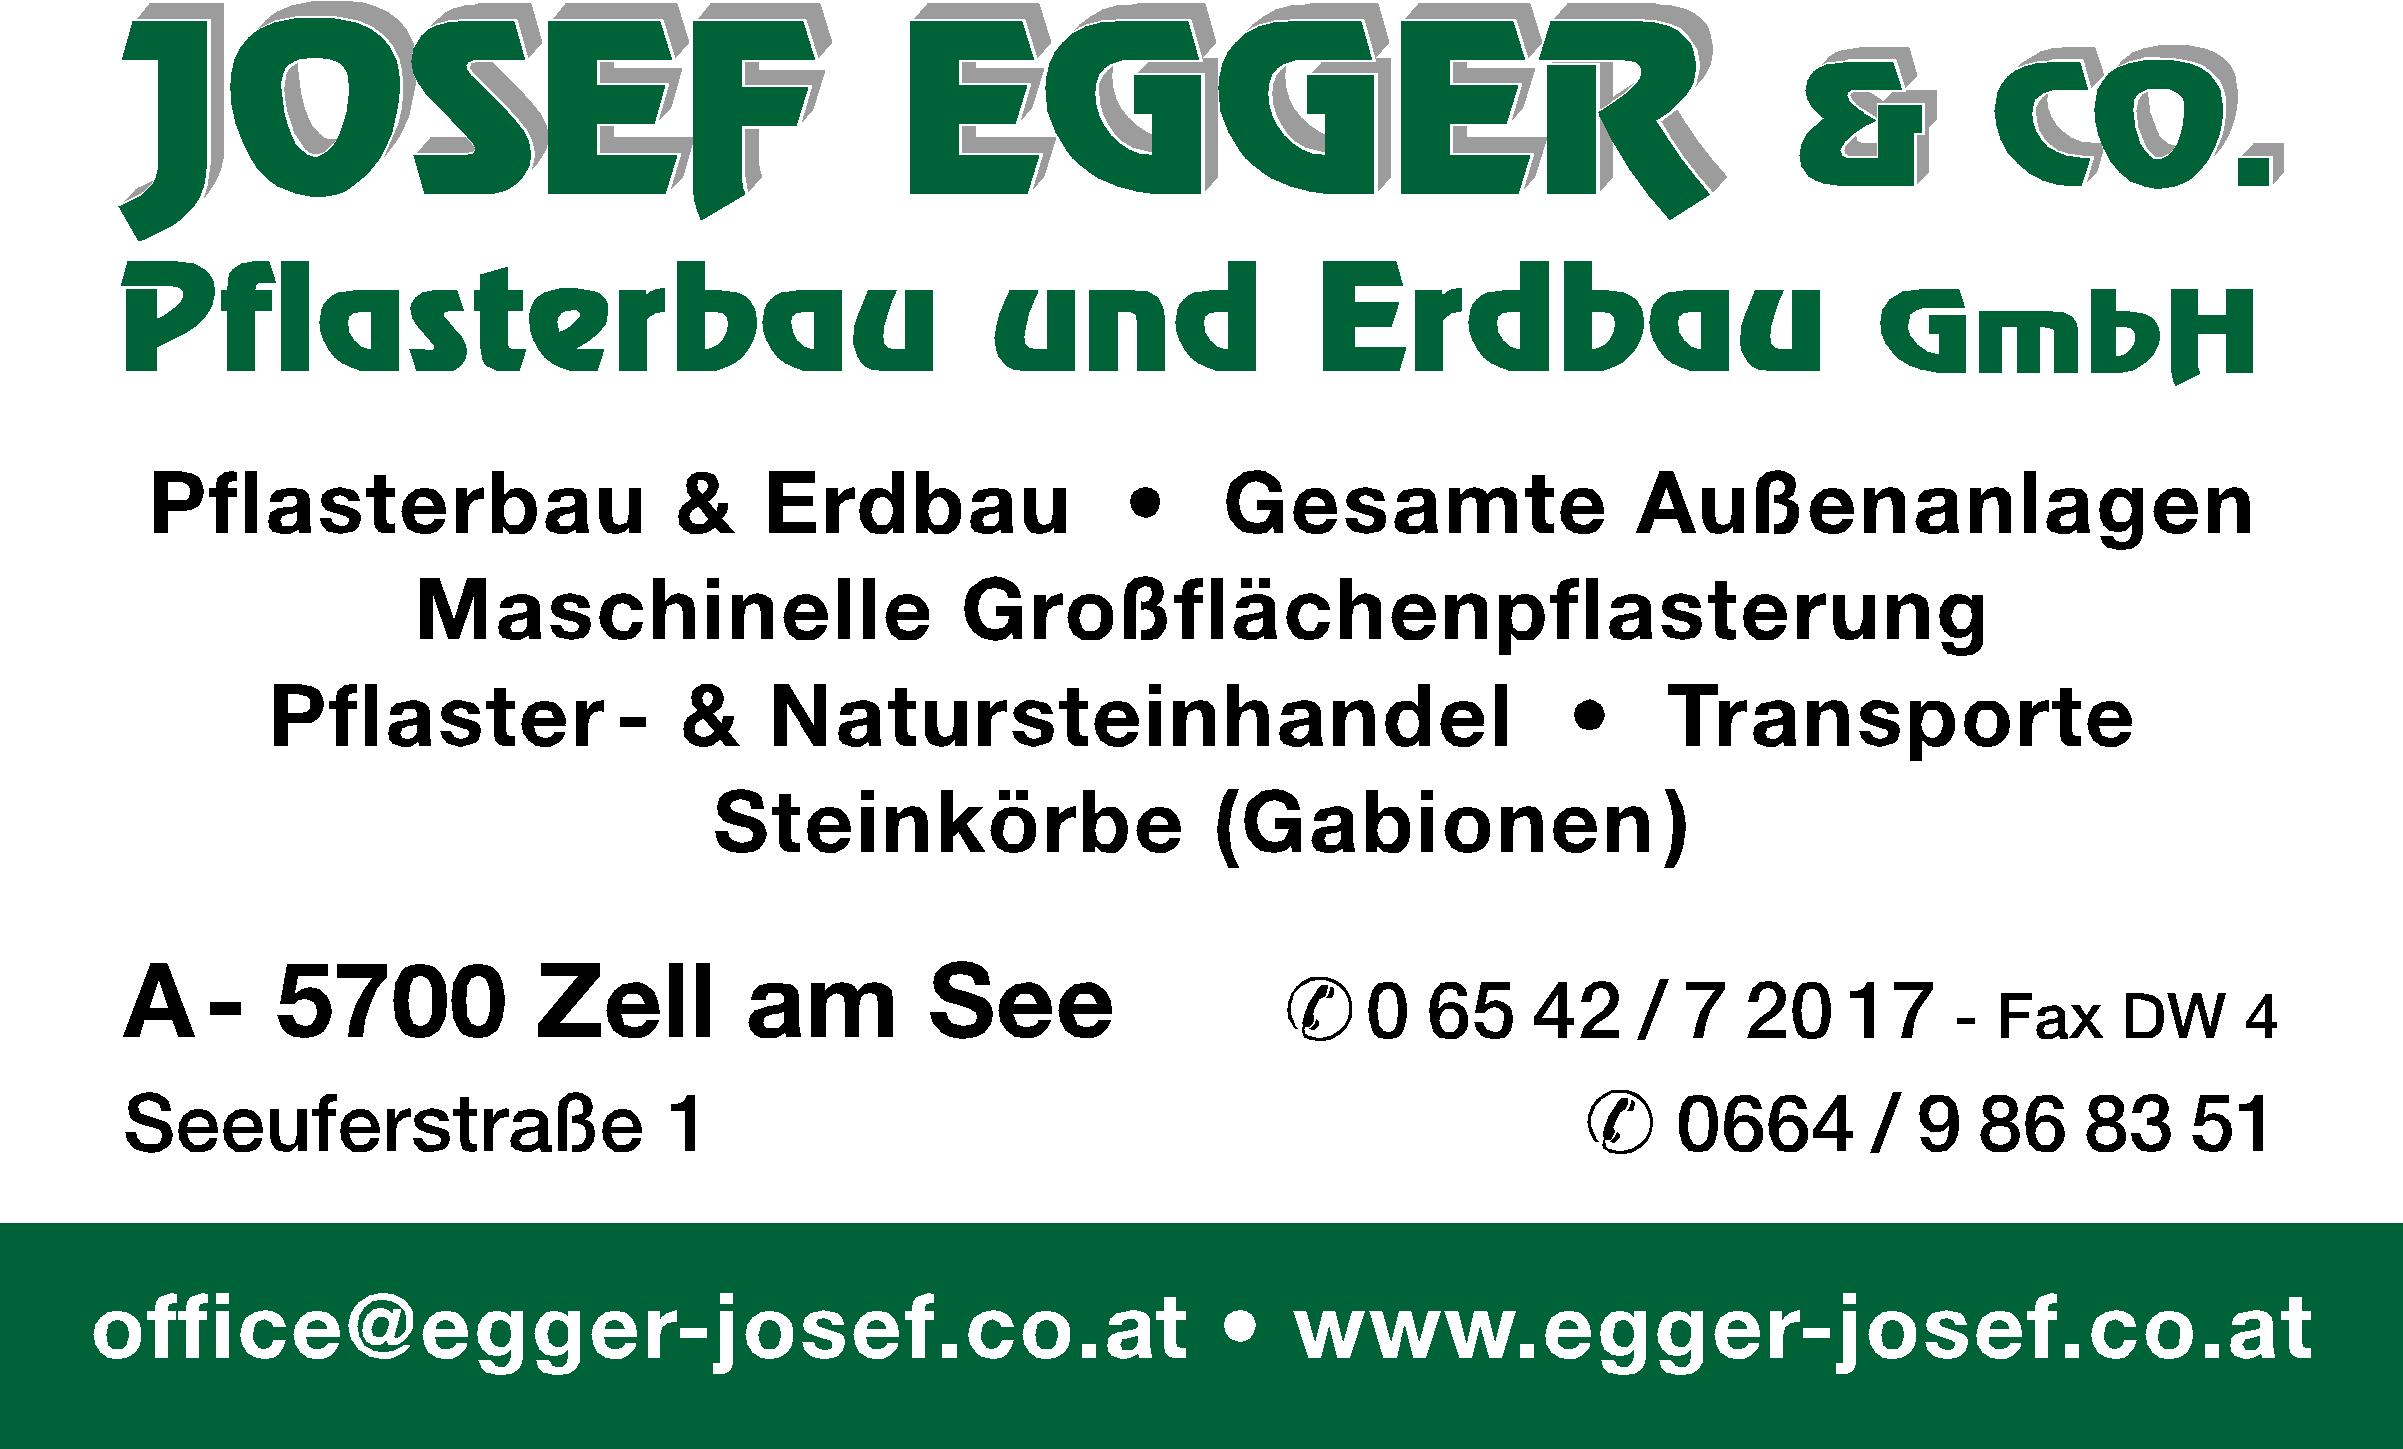 JOSEF EGGER & CO.
Pflasterbau und Erdbau GmbH
Pflasterbau & Erdbau • Gesamte Außenanlagen
Maschinelle Großflächenpflasterung
Pflaster- & Natursteinhandel • Transporte
Steinkörbe (Gabionen)
A- 5700 Zell am See ✆ 0 65 42 / 7 20 17 - Fax DW 4
Seeuferstraße 1 ✆ 0664 / 9 86 83 51
office@egger-josef.co.at • www.egger-josef.co.at